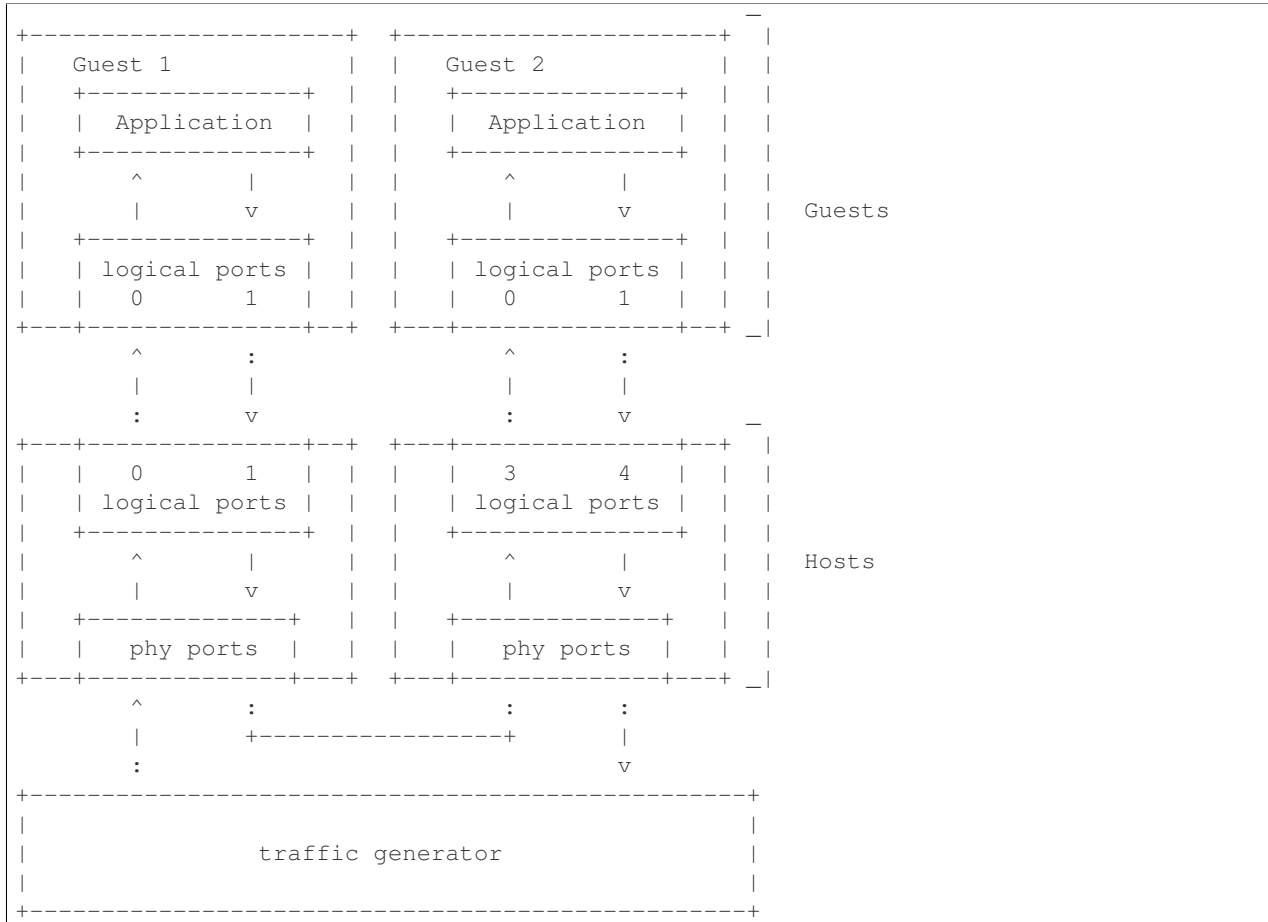 Guest 1 Guest 2
Application Application
Guests
logical ports logical ports
0 1 0 1
0 1 3 4
logical ports logical ports
Hosts
phy ports phy ports
traffic generator